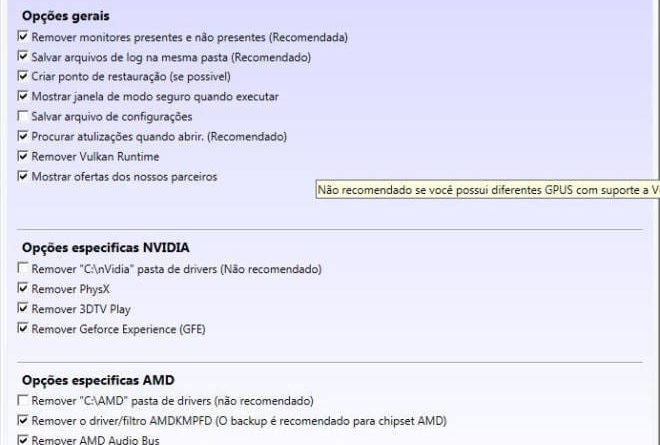 Opções gerais
Remover monitores presentes e não presentes (Recomendada)
Salvar arquivos de log na mesma pasta (Recomendado)
Criar ponto de restauração (se possivel)
Mostrar janela de modo seguro quando executar
Salvar arquivo de configurações
Procurar atulizações quando abrir. (Recomendado)
Remover Vulkan Runtime
Mostrar ofertas dos nossos parceiros
Não recomendado se você possui diferentes GPUS com suporte a V
Opções especificas NVIDIA
Remover "C:\nVidia" pasta de drivers (Não recomendado)
Remover PhysX
Remover 3DTV Play
Remover Geforce Experience (GFE)
Opções especificas AMD
Remover "C:\AMD" pasta de drivers (não recomendado)
Remover o driver/filtro AMDKMPFD (O backup é recomendado para chipset AMD)
Remover AMD Audio Bus